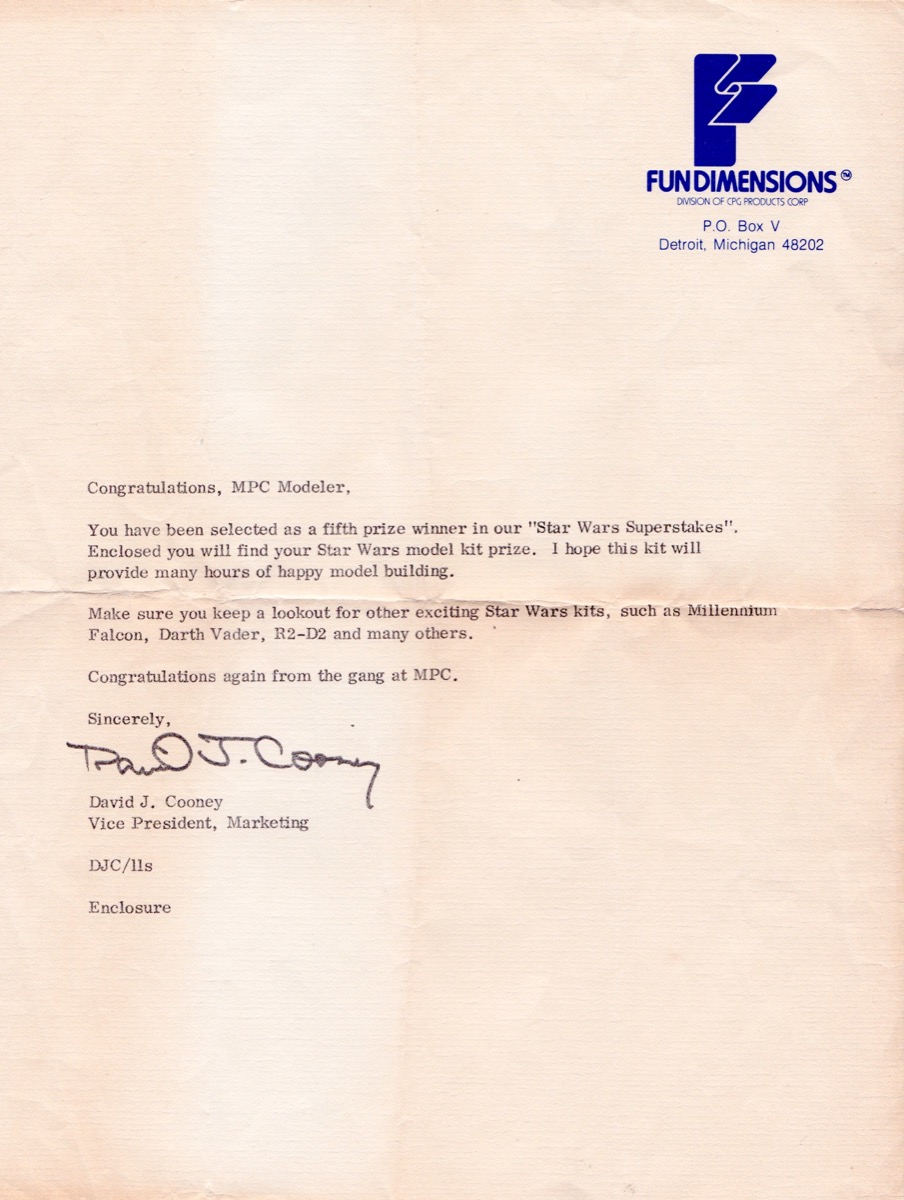 FUNDIMENSIONS™
DIVISION OF CPG PRODUCTS CORP
P.O. Box V
Detroit, Michigan 48202
Congratulations, MPC Modeler,
You have been selected as a fifth prize winner in our "Star Wars Superstakes".
Enclosed you will find your Star Wars model kit prize. I hope this kit will
provide many hours of happy model building.
Make sure you keep a lookout for other exciting Star Wars kits, such as Millennium
Falcon, Darth Vader, R2-D2 and many others.
Congratulations again from the gang at MPC.
Sincerely,
David J. Cooney
David J. Cooney
Vice President, Marketing
DJC/lls
Enclosure